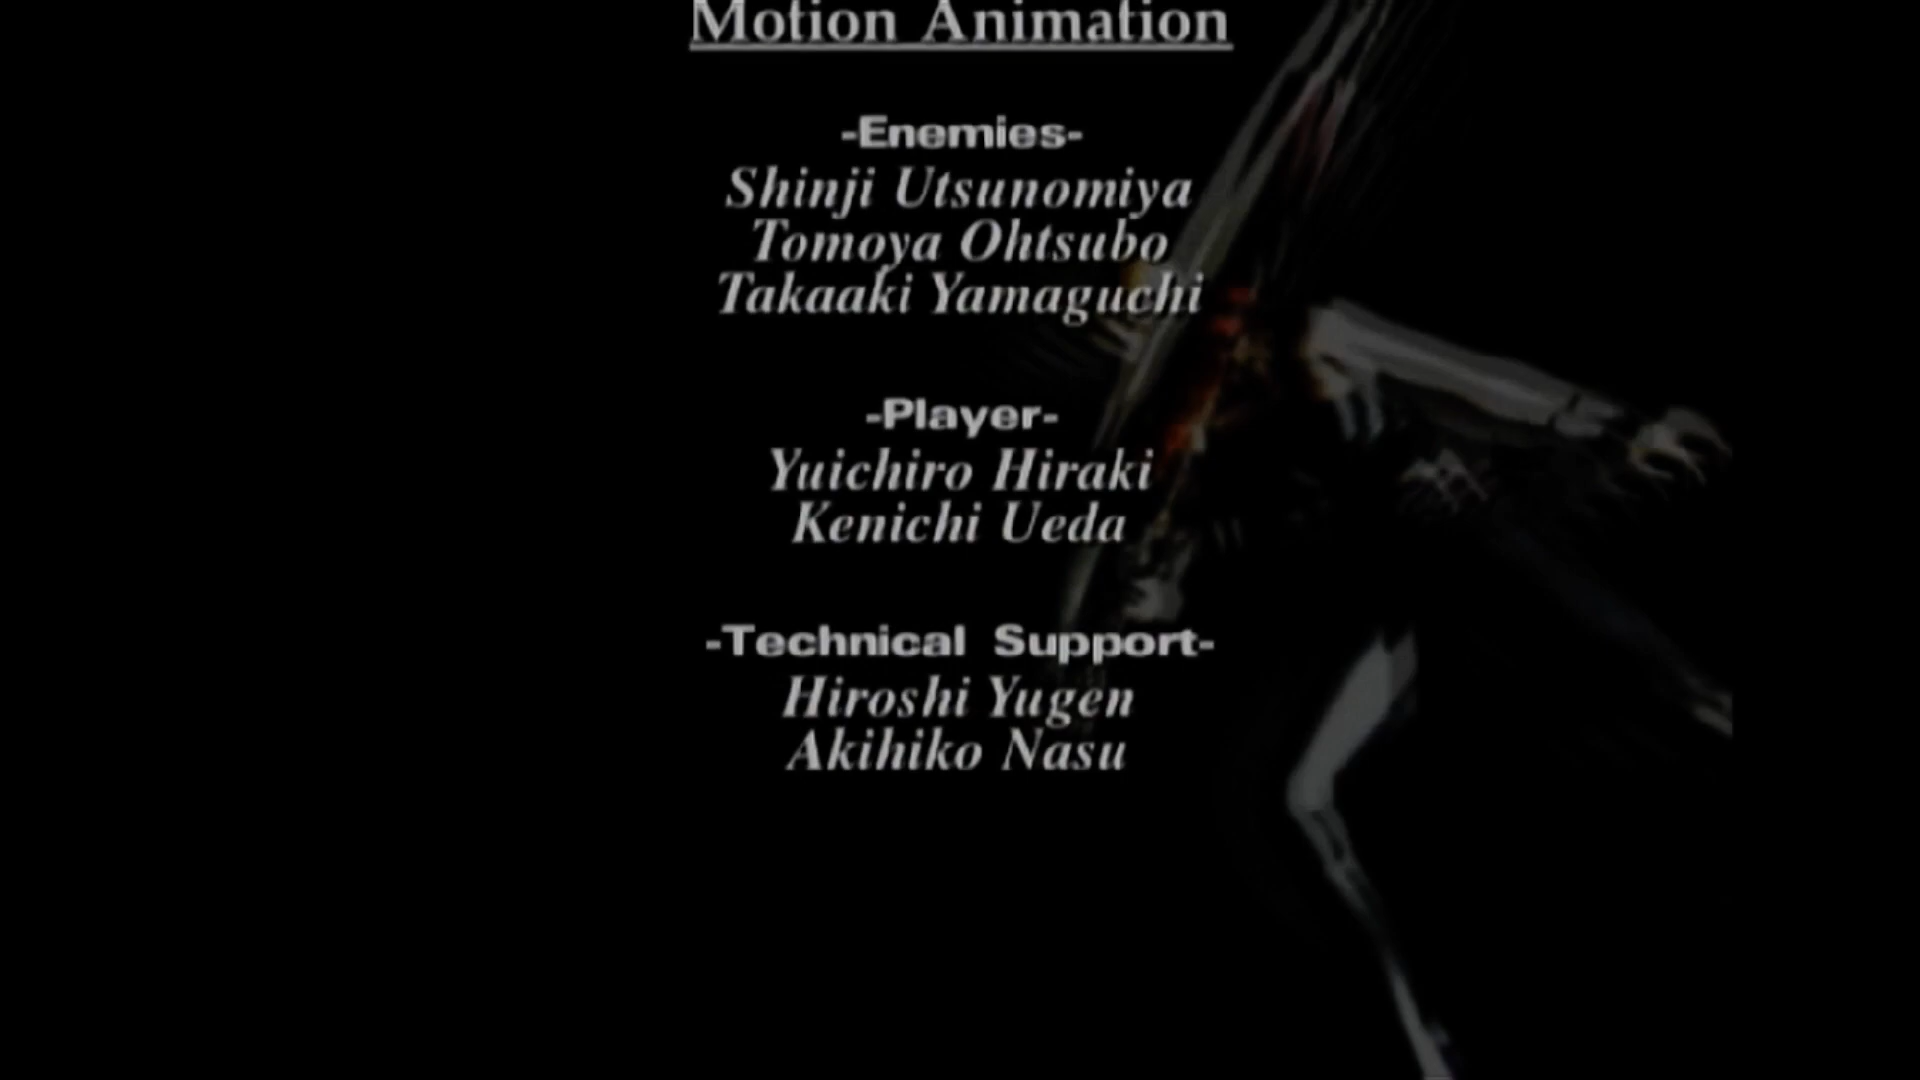 Motion Animation
-Enemies-
Shinji Utsunomiya
Tomoya Ohtsubo
Takaaki Yamaguchi
-Player-
Yuichiro Hiraki
Kenichi Ueda
-Technical Support-
Hiroshi Yugen
Akihiko Nasu